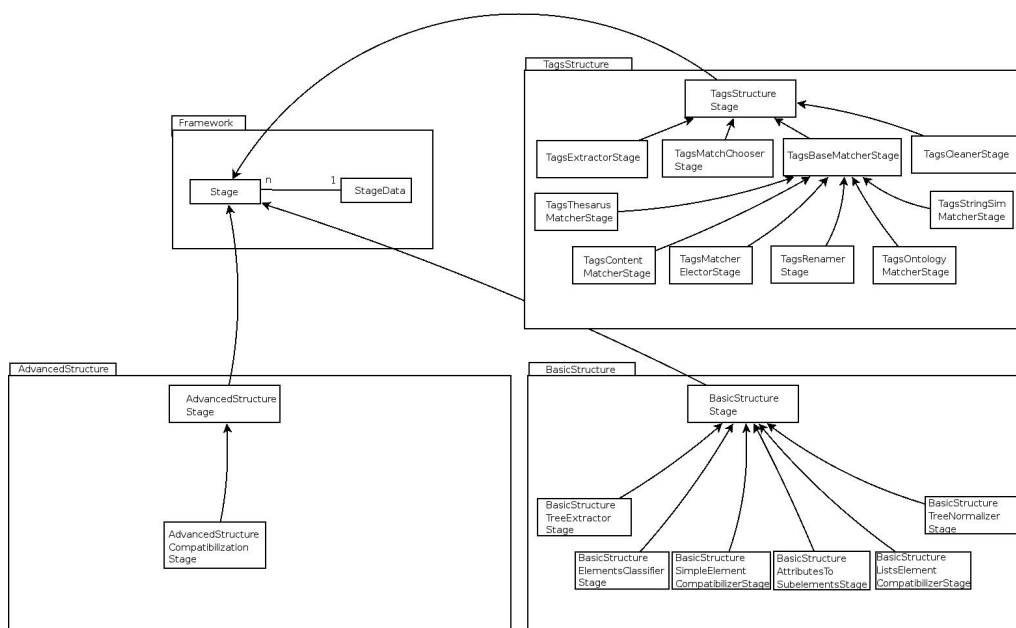 TagsStructure
TagsStructure
Stage
TagsExtractorStage
TagsMatchChooser
Stage
TagsBaseMatcherStage
TagsCleanerStage
TagsThesarus
MatcherStage
TagsStringSim
MatcherStage
TagsContent
MatcherStage
TagsMatcher
ElectorStage
TagsRenamer
Stage
TagsOntology
MatcherStage
Framework
Stage
n
1
StageData
AdvancedStructure
AdvancedStructure
Stage
AdvancedStructure
Compatibilization
Stage
BasicStructure
BasicStructure
Stage
BasicStructure
TreeExtractor
Stage
BasicStructure
TreeNormalizer
Stage
BasicStructure
ElementsClassifier
Stage
BasicStructure
SimpleElement
CompatibilizerStage
BasicStructure
AttributesTo
SubelementsStage
BasicStructure
ListsElement
CompatibilizerStage